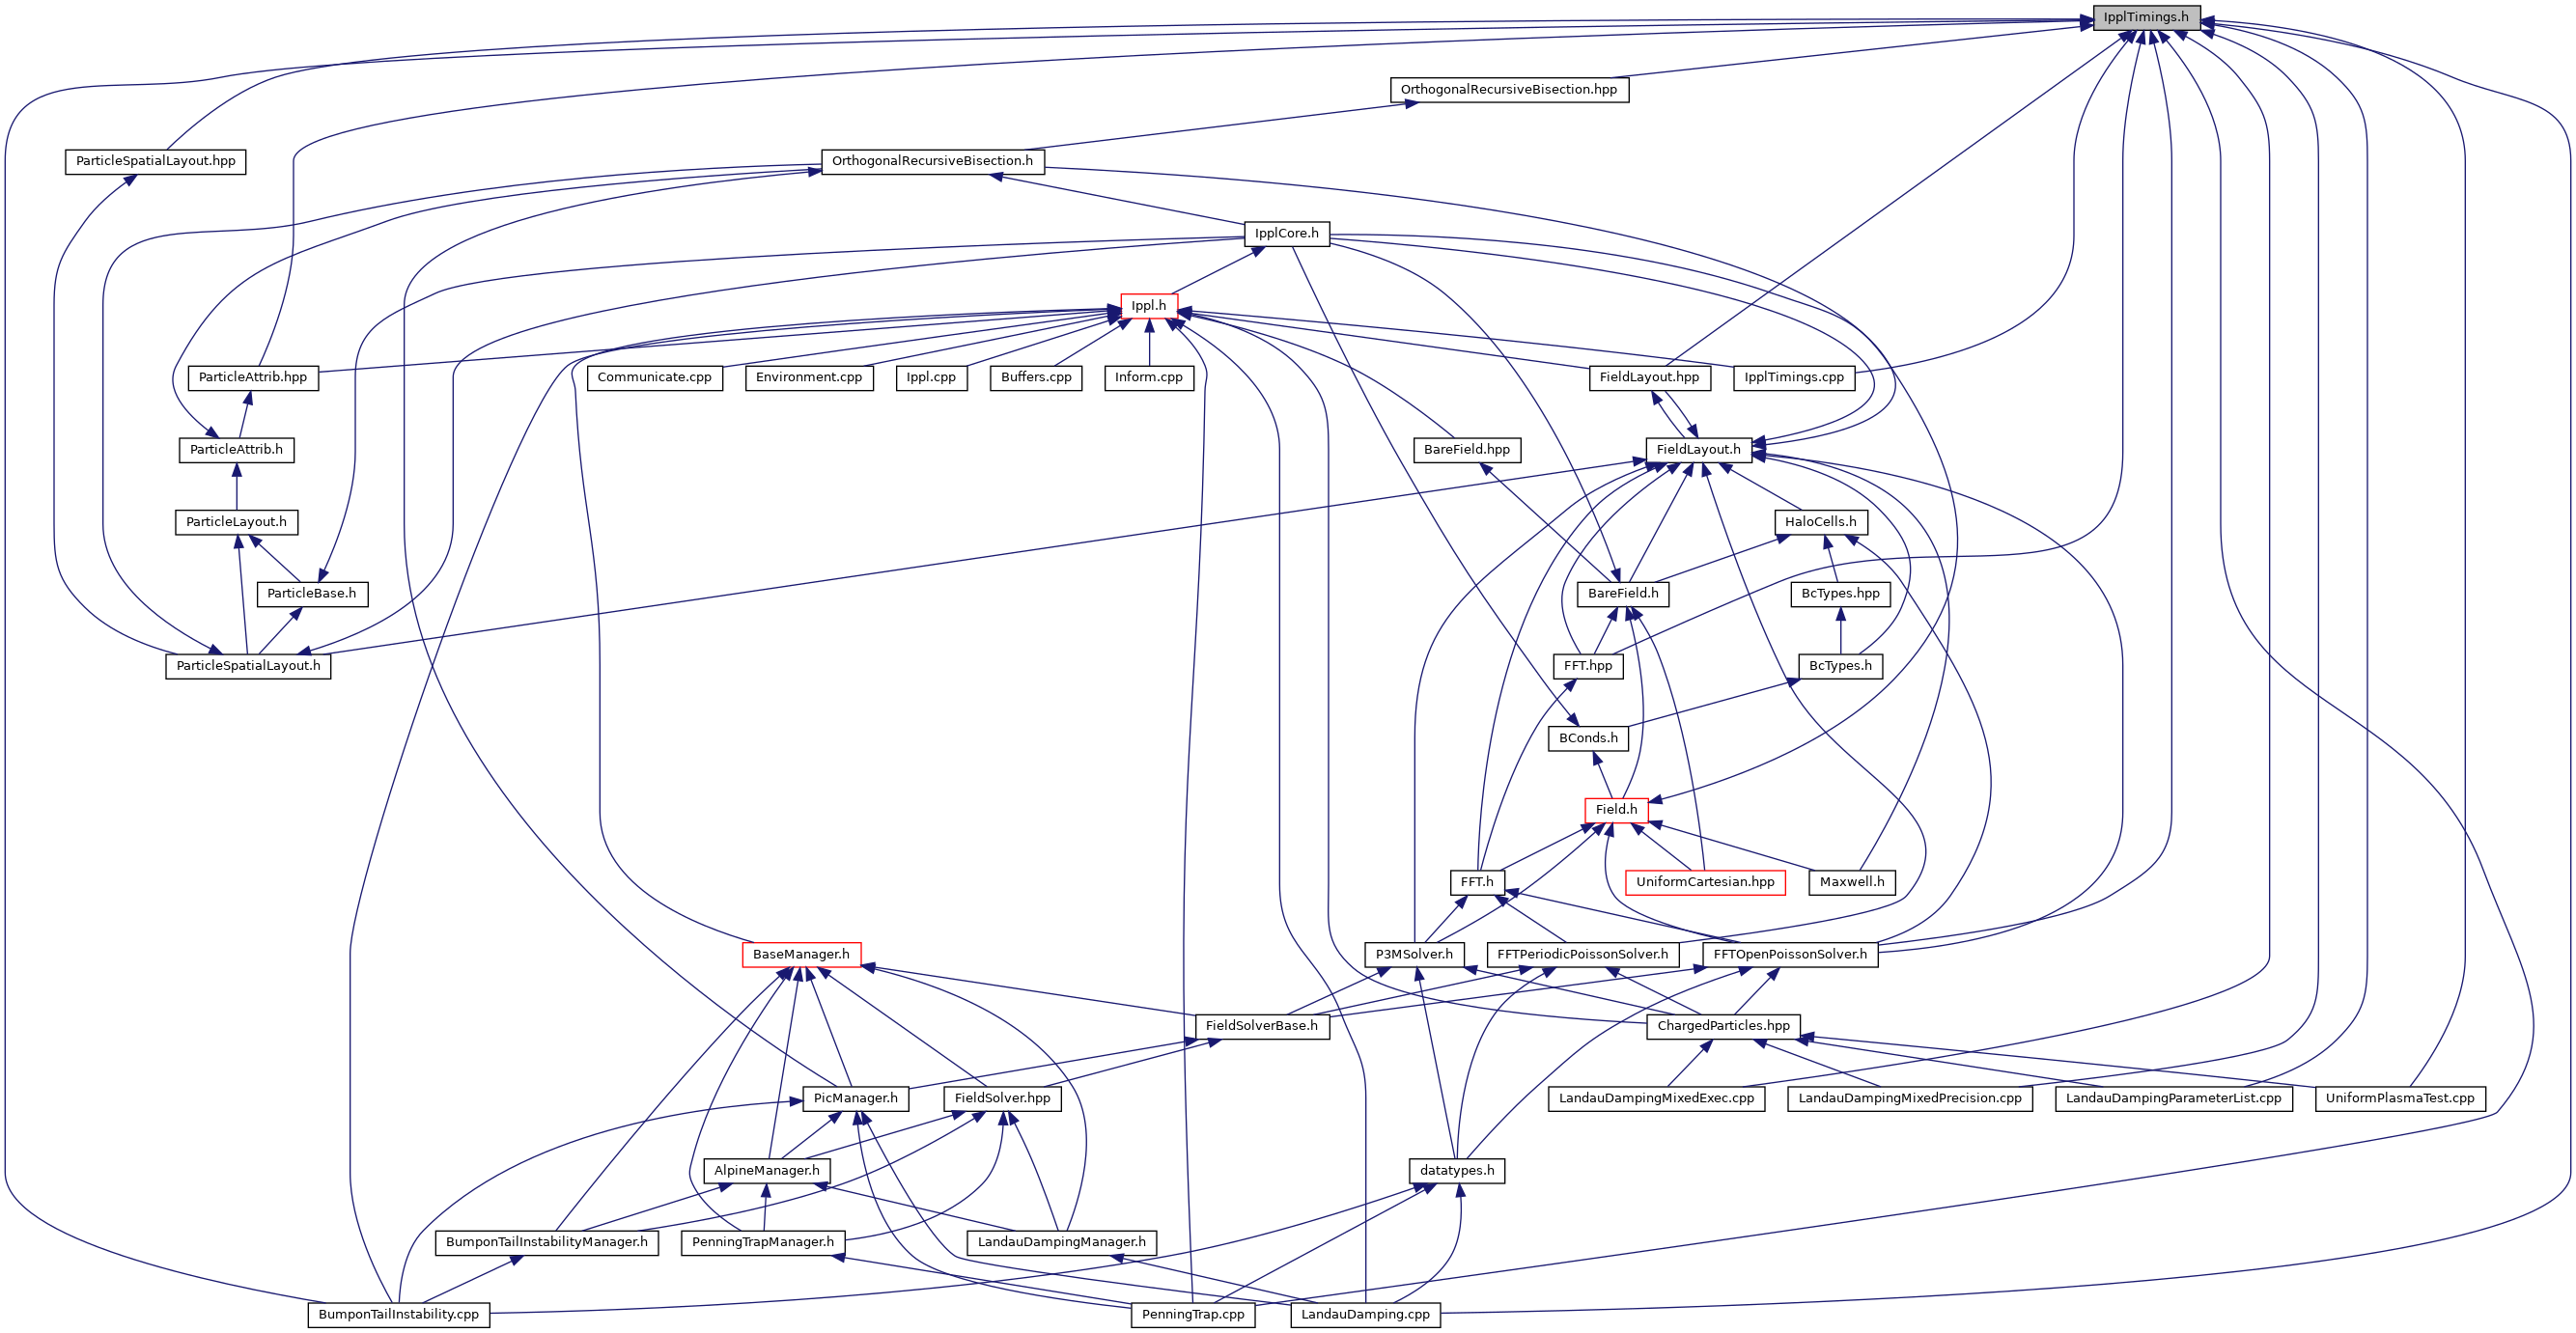 IpplTimings.h
OrthogonalRecursiveBisection.hpp
ParticleSpatialLayout.hpp
OrthogonalRecursiveBisection.h
IpplCore.h
Ippl.h
ParticleAttrib.hpp
Communicate.cpp
Environment.cpp
Ippl.cpp
Buffers.cpp
Inform.cpp
FieldLayout.hpp
IpplTimings.cpp
ParticleAttrib.h
BareField.hpp
FieldLayout.h
ParticleLayout.h
HaloCells.h
ParticleBase.h
BareField.h
BcTypes.hpp
ParticleSpatialLayout.h
FFT.hpp
BcTypes.h
BConds.h
Field.h
FFT.h
UniformCartesian.hpp
Maxwell.h
BaseManager.h
P3MSolver.h
FFTPeriodicPoissonSolver.h
FFTOpenPoissonSolver.h
FieldSolverBase.h
ChargedParticles.hpp
PicManager.h
FieldSolver.hpp
LandauDampingMixedExec.cpp
LandauDampingMixedPrecision.cpp
LandauDampingParameterList.cpp
UniformPlasmaTest.cpp
AlpineManager.h
datatypes.h
BumponTailInstabilityManager.h
PenningTrapManager.h
LandauDampingManager.h
BumponTailInstability.cpp
PenningTrap.cpp
LandauDamping.cpp